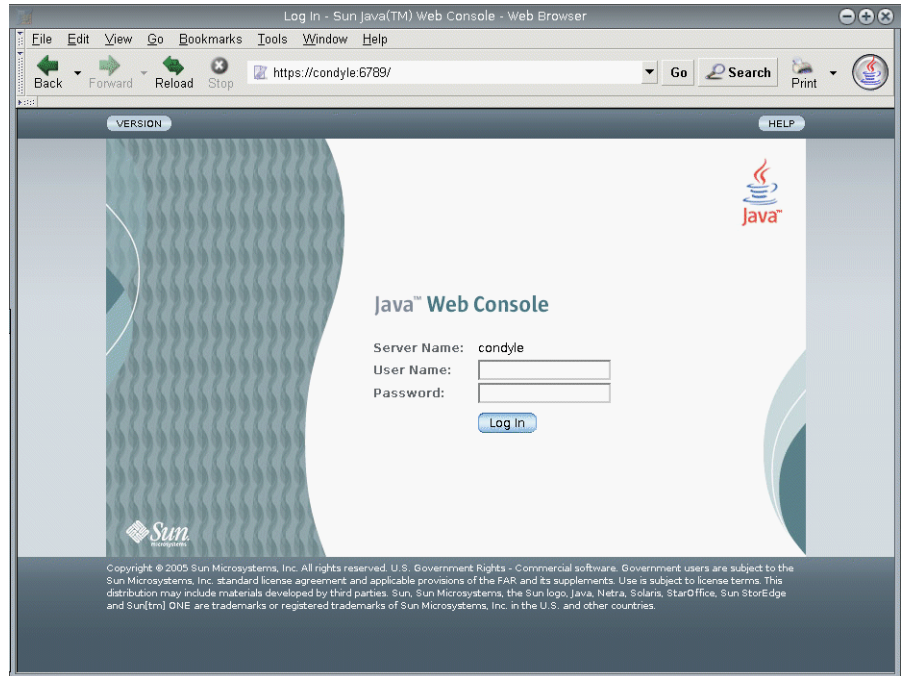 Log In - Sun Java(TM) Web Console - Web Browser
File Edit View Go Bookmarks Tools Window Help
Back Forward Reload Stop https://condyle:6789/ Go Search Print
VERSION HELP
Java™
Java™ Web Console
Server Name: condyle
User Name:
Password:
Log In
Sun
microsystems
Copyright © 2005 Sun Microsystems, Inc. All rights reserved. U.S. Government Rights - Commercial software. Government users are subject to the
Sun Microsystems, Inc. standard license agreement and applicable provisions of the FAR and its supplements. Use is subject to license terms. This
distribution may include materials developed by third parties. Sun, Sun Microsystems, the Sun logo, Java, Netra, Solaris, StarOffice, Sun StorEdge
and Sun[tm] ONE are trademarks or registered trademarks of Sun Microsystems, Inc. in the U.S. and other countries.